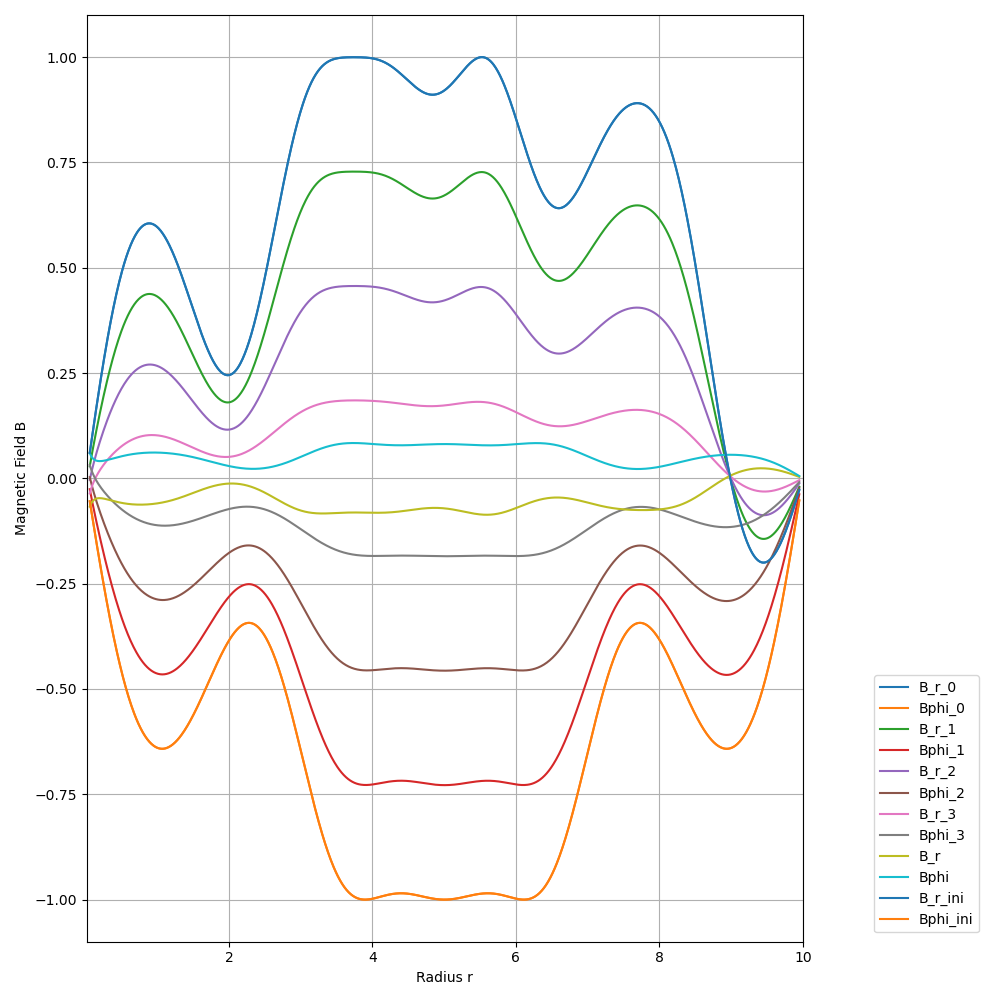 1.00
0.75
0.50
0.25
0.00
−0.25
−0.50
−0.75
−1.00
Magnetic Field B
2
4
6
8
10
Radius r
B_r_0
Bphi_0
B_r_1
Bphi_1
B_r_2
Bphi_2
B_r_3
Bphi_3
B_r
Bphi
B_r_ini
Bphi_ini